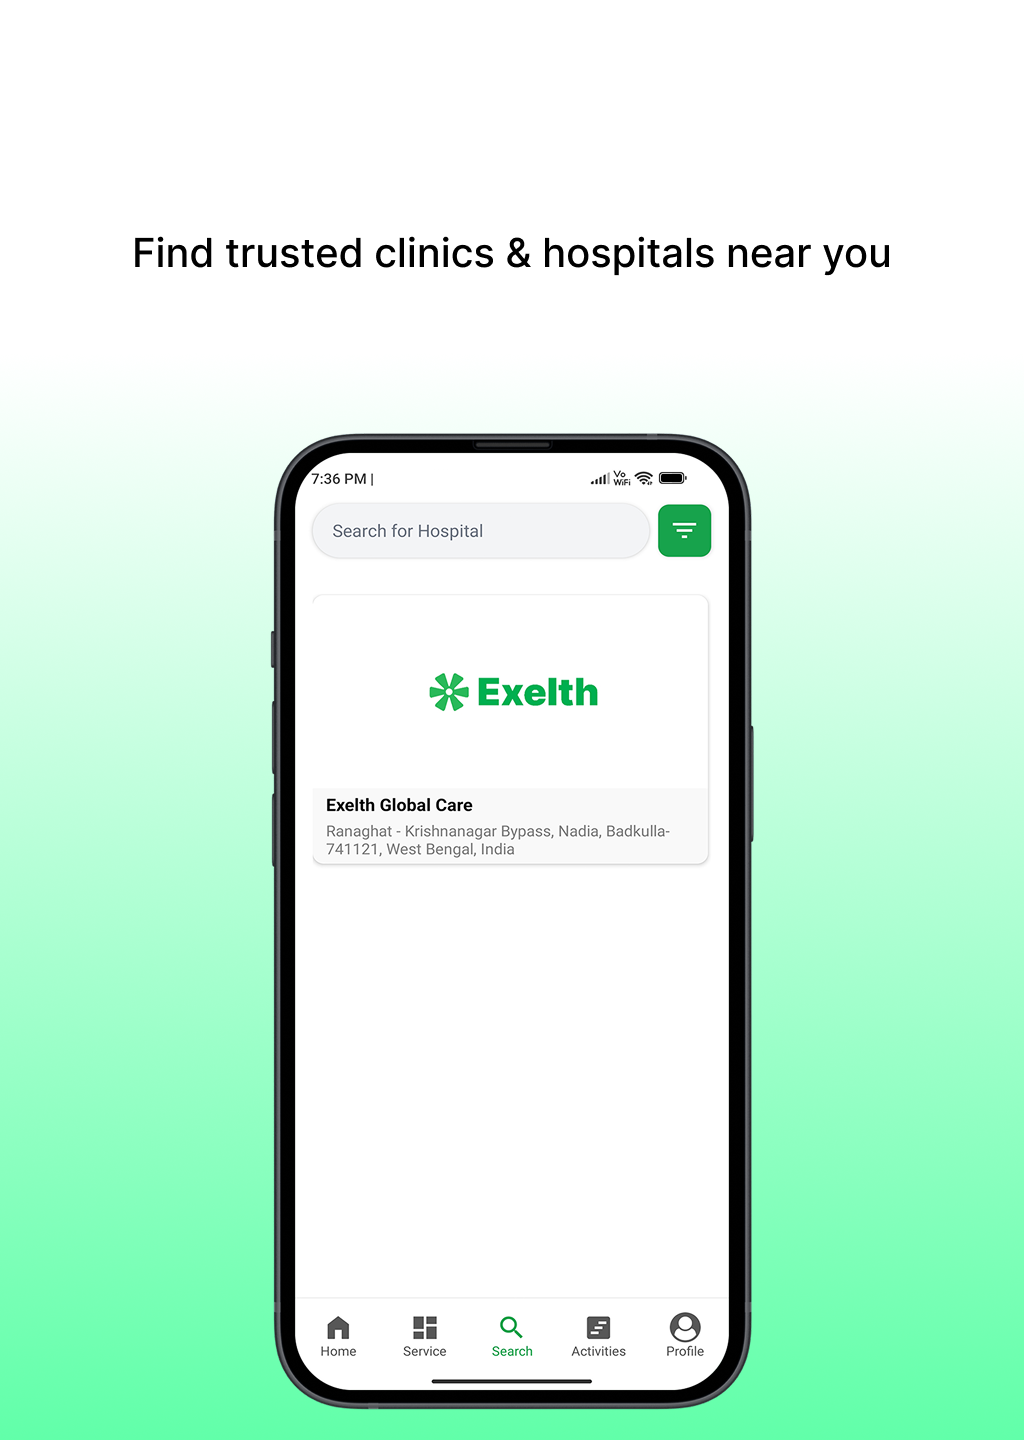 Find trusted clinics & hospitals near you
7:36 PM |
Vo
WiFi
Search for Hospital
Exelth
Exelth Global Care
Ranaghat - Krishnanagar Bypass, Nadia, Badkulla-
741121, West Bengal, India
Home Service Search Activities Profile